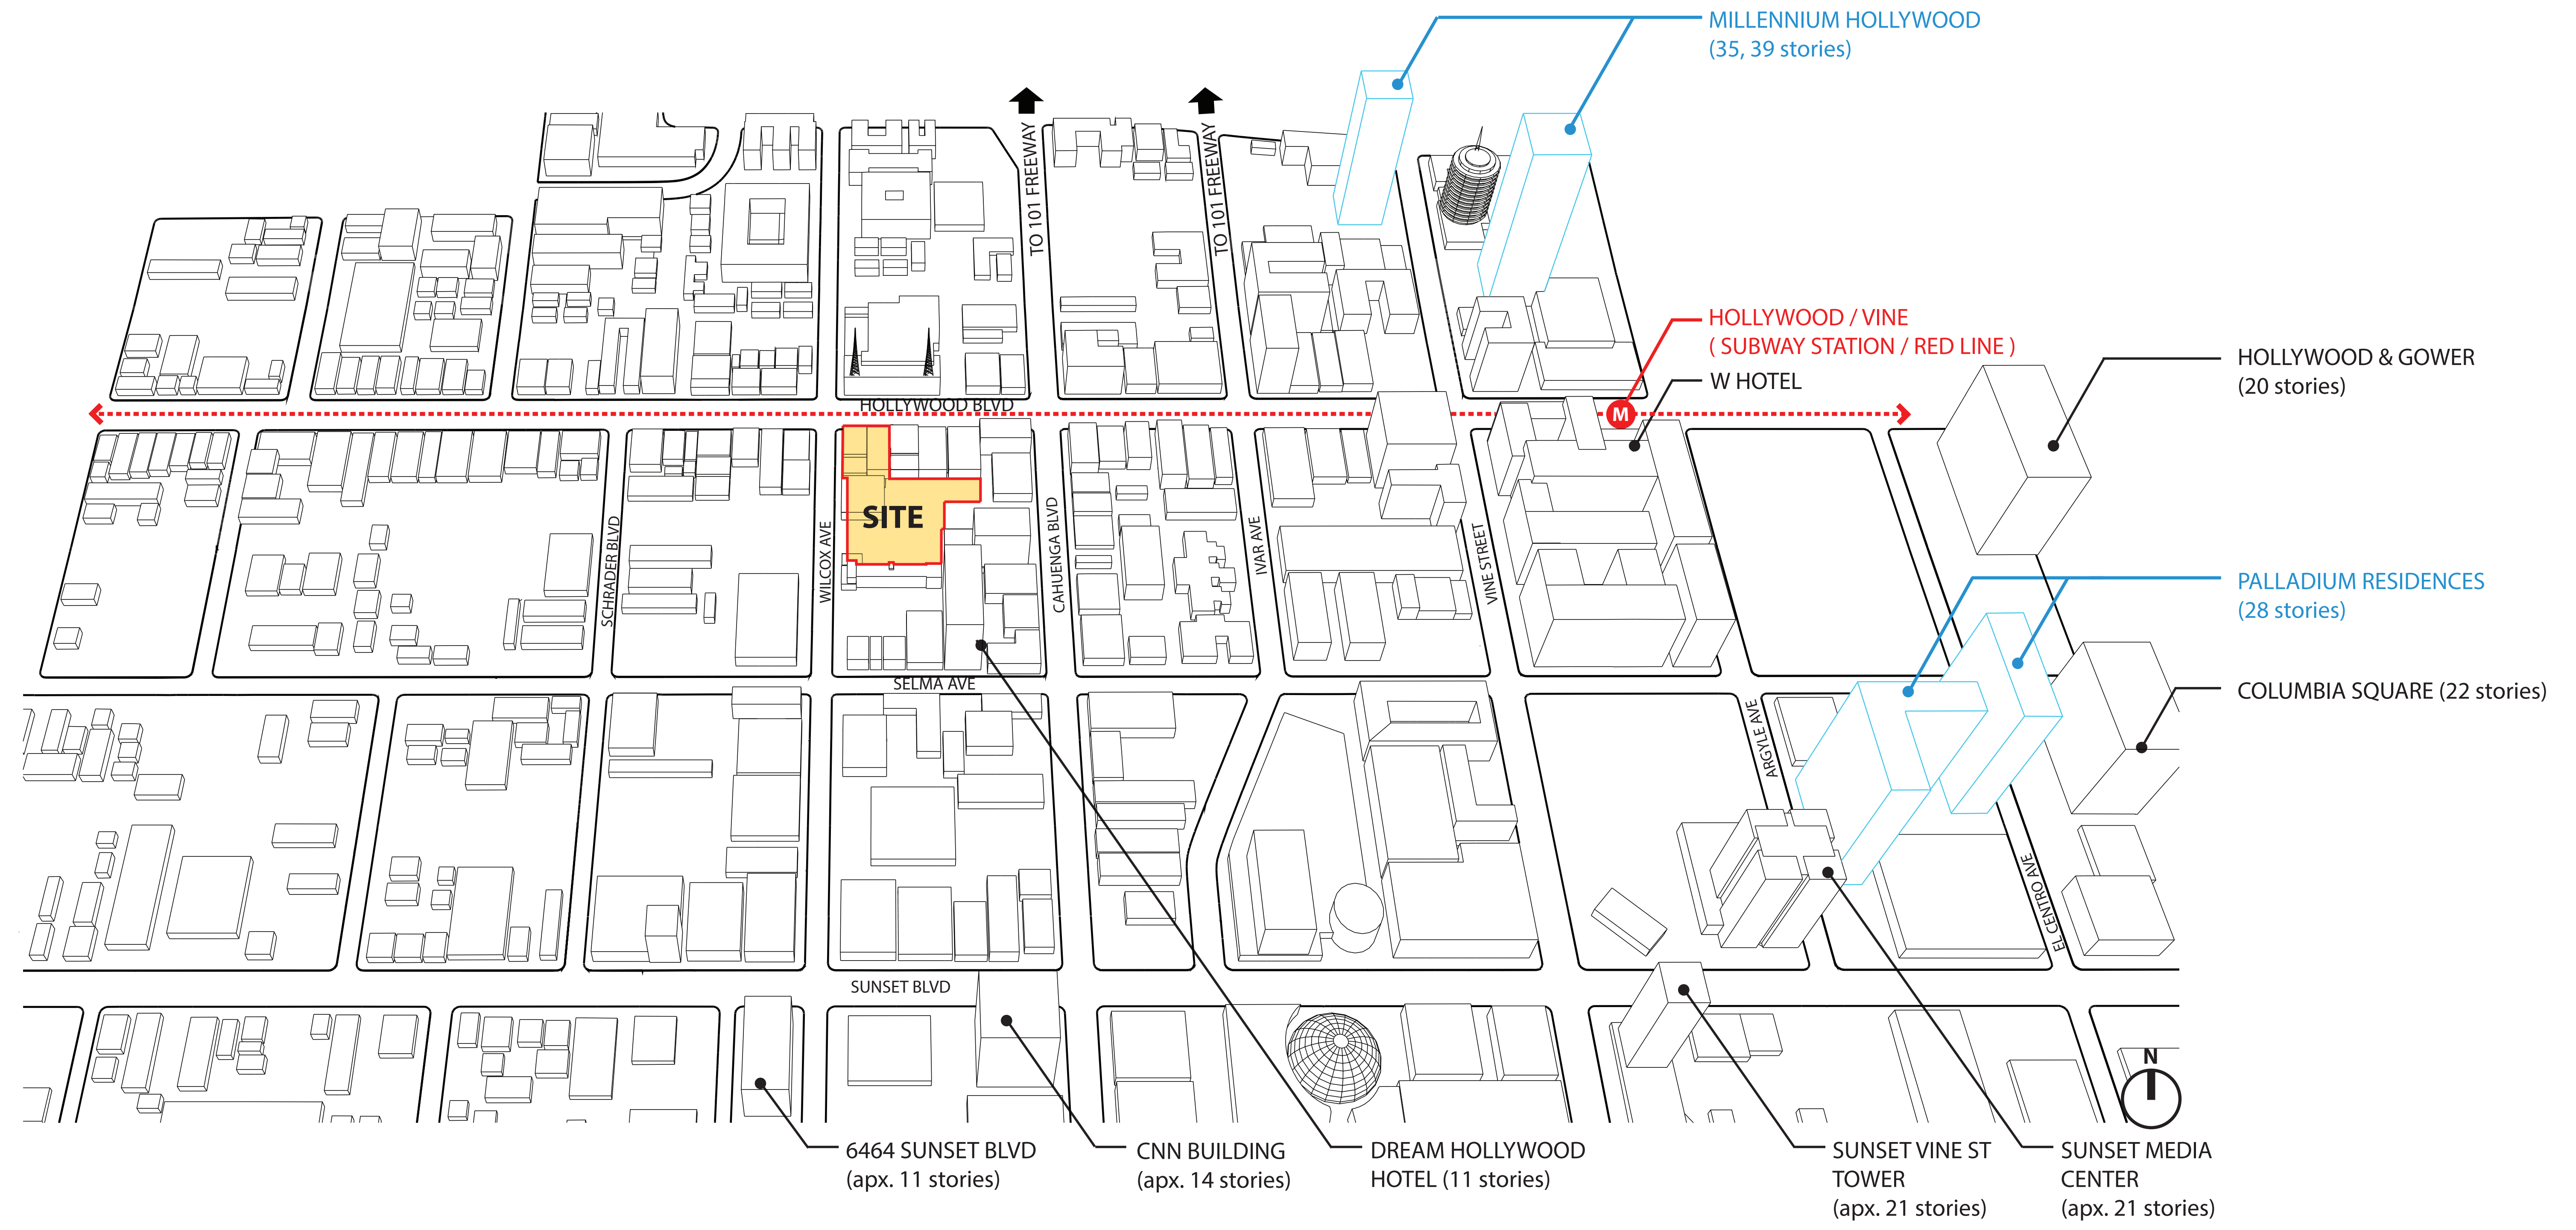 MILLENNIUM HOLLYWOOD
(35, 39 stories)
TO 101 FREEWAY
TO 101 FREEWAY
HOLLYWOOD / VINE
( SUBWAY STATION / RED LINE )
W HOTEL
HOLLYWOOD & GOWER
(20 stories)
HOLLYWOOD BLVD
M
SITE
SCHRADER BLVD
WILCOX AVE
CAHUENGA BLVD
IVAR AVE
VINE STREET
PALLADIUM RESIDENCES
(28 stories)
SELMA AVE
COLUMBIA SQUARE (22 stories)
ARGYLE AVE
EL CENTRO AVE
SUNSET BLVD
N
6464 SUNSET BLVD
(apx. 11 stories)
CNN BUILDING
(apx. 14 stories)
DREAM HOLLYWOOD
HOTEL (11 stories)
SUNSET VINE ST
TOWER
(apx. 21 stories)
SUNSET MEDIA
CENTER
(apx. 21 stories)